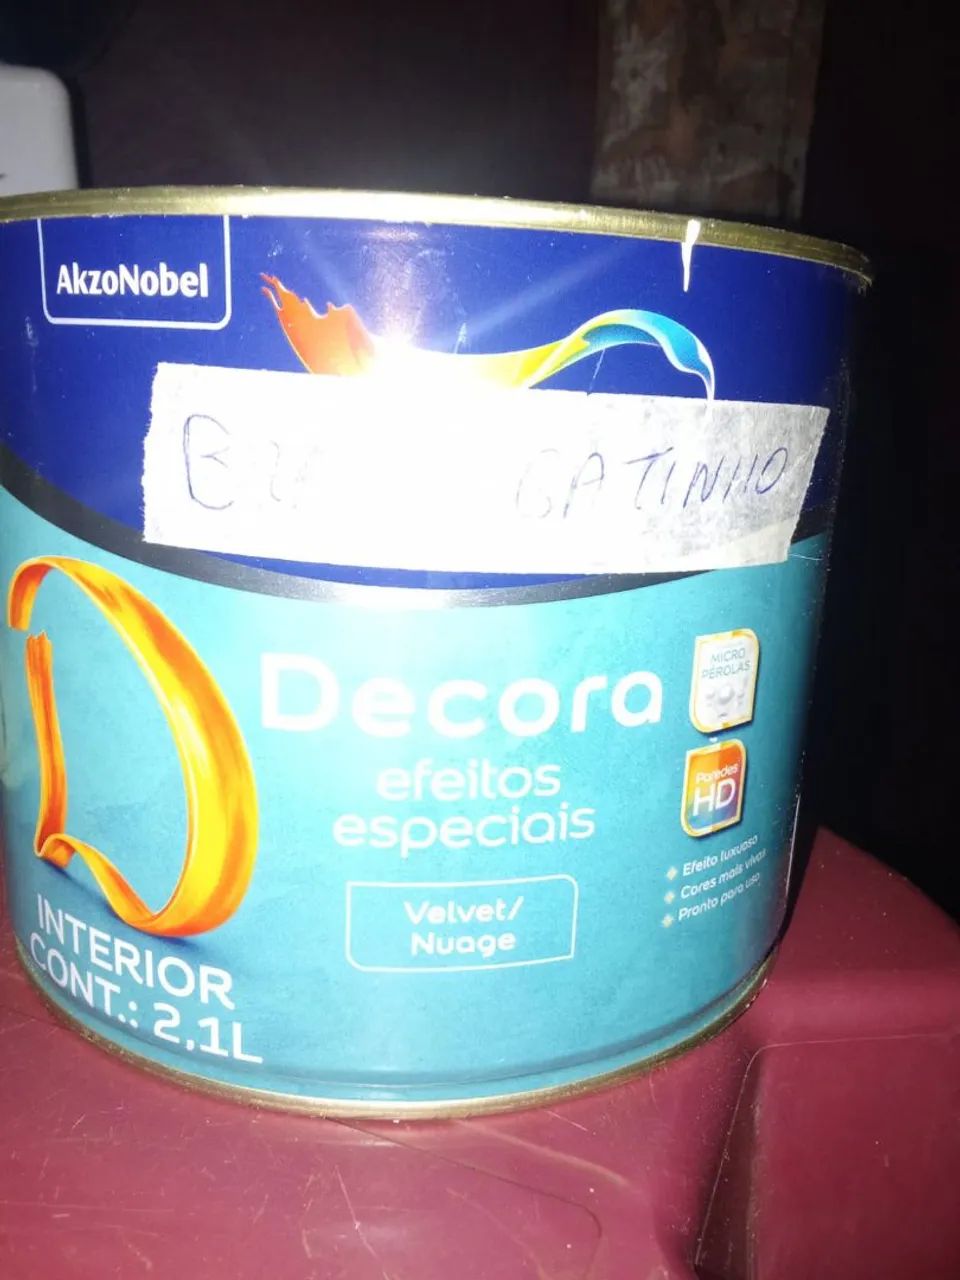 AkzoNobel
GATINHO
Decora
efeitos
especiais
MICRO
PÉROLAS
Paredes
HD
Efeito luxuoso
Cores mais vivas
Pronto para uso
Velvet/
Nuage
INTERIOR
CONT.: 2,1L